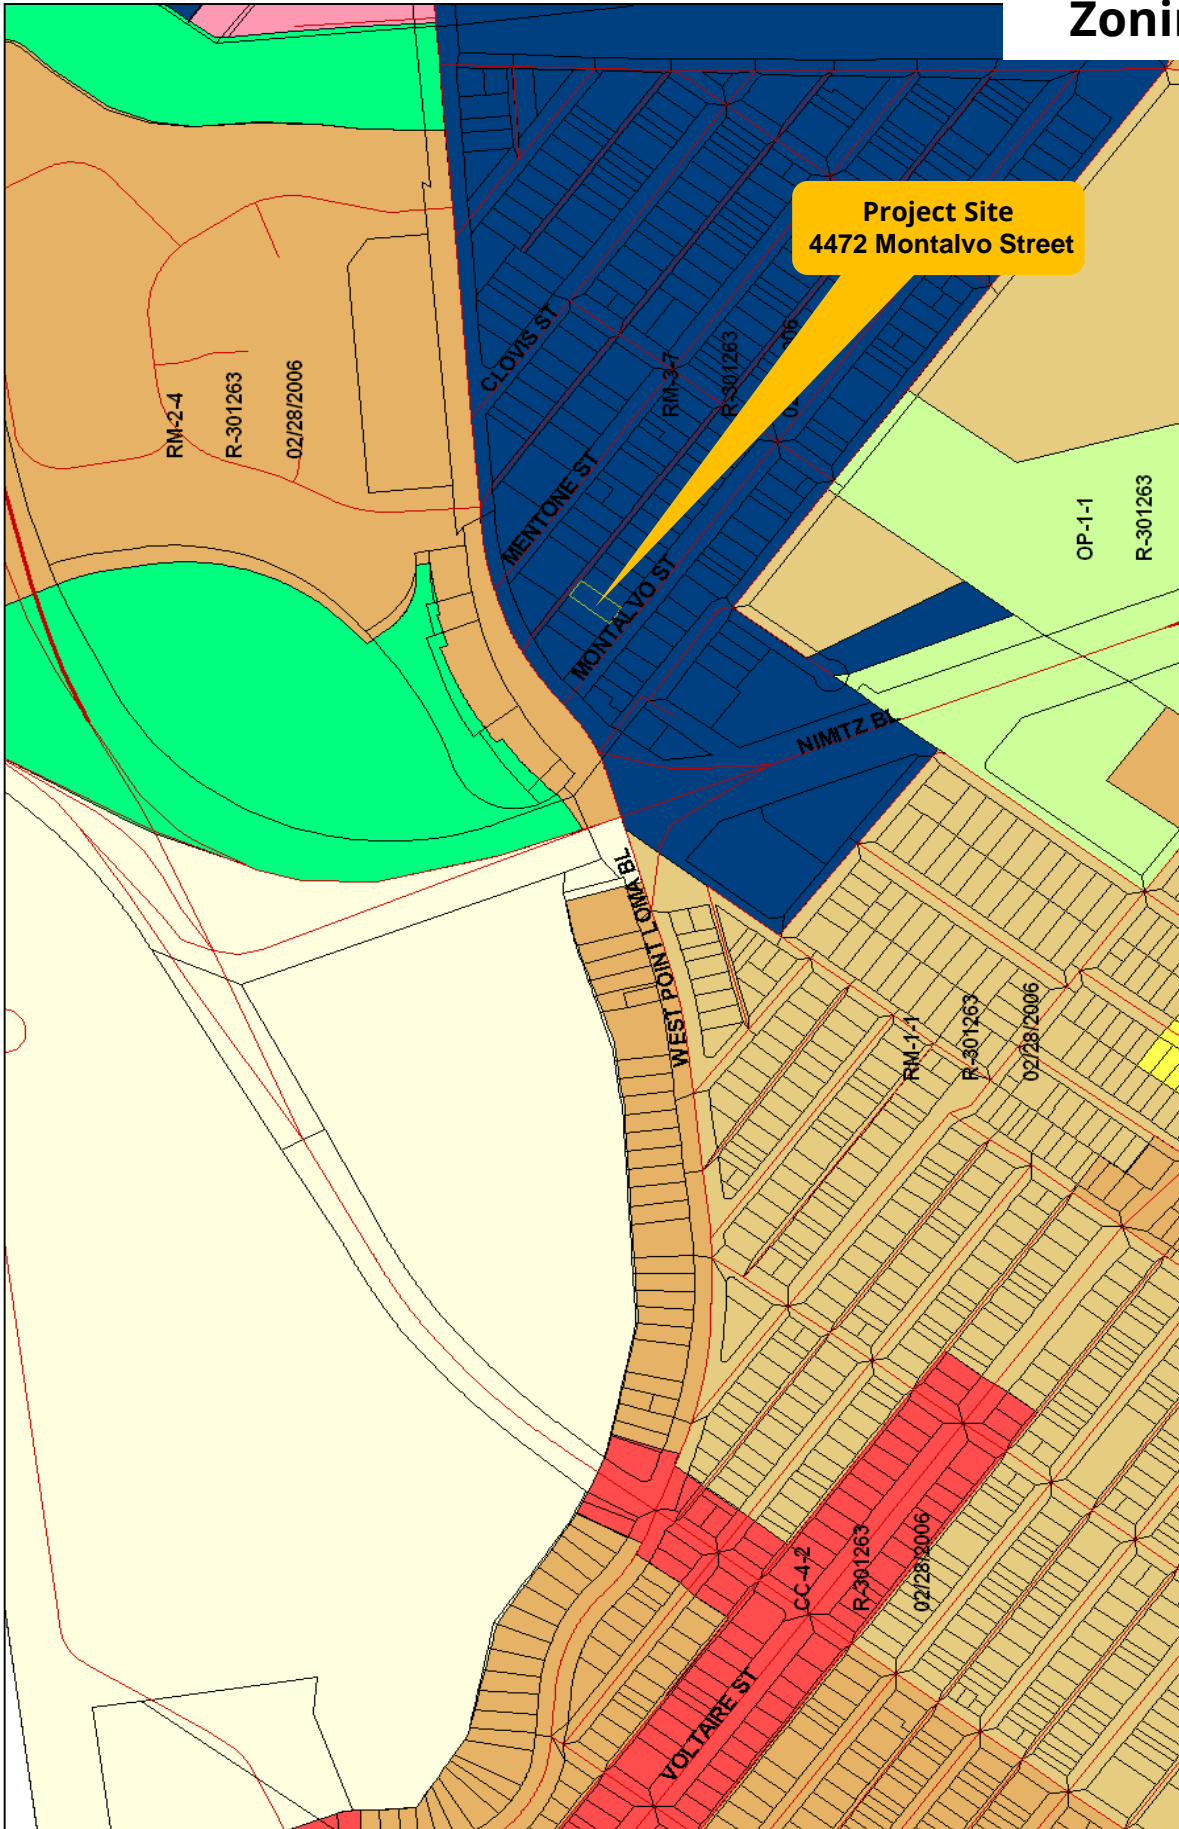 Zoni
Project Site
4472 Montalvo Street
CLOVIS ST
RM-3-7
R-301263
RM-2-4
R-301263
02/28/2006
MENTONE ST
OP-1-1
R-301263
MONTALVO ST
NIMITZ BL
WEST POINT LOMA BL
RM-1-1
R-301263
02/28/2006
CC-4-2
R-301263
02/28/2006
VOLTAIRE ST